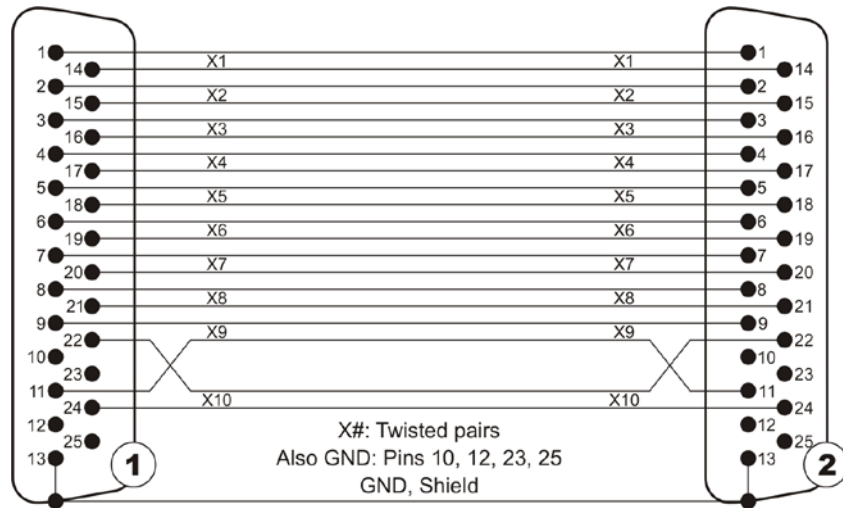 1 1
14 X1 X1 14
2 2
15 X2 X2 15
3 3
16 X3 X3 16
4 4
17 X4 X4 17
5 5
18 X5 X5 18
6 6
19 X6 X6 19
7 7
20 X7 X7 20
8 8
21 X8 X8 21
9 9
22 X9 X9 22
10 10
23 23
11 11
24 X10 X10 24
12 12
X#: Twisted pairs
25 25
13 Also GND: Pins 10, 12, 23, 25 13
1 2
GND, Shield